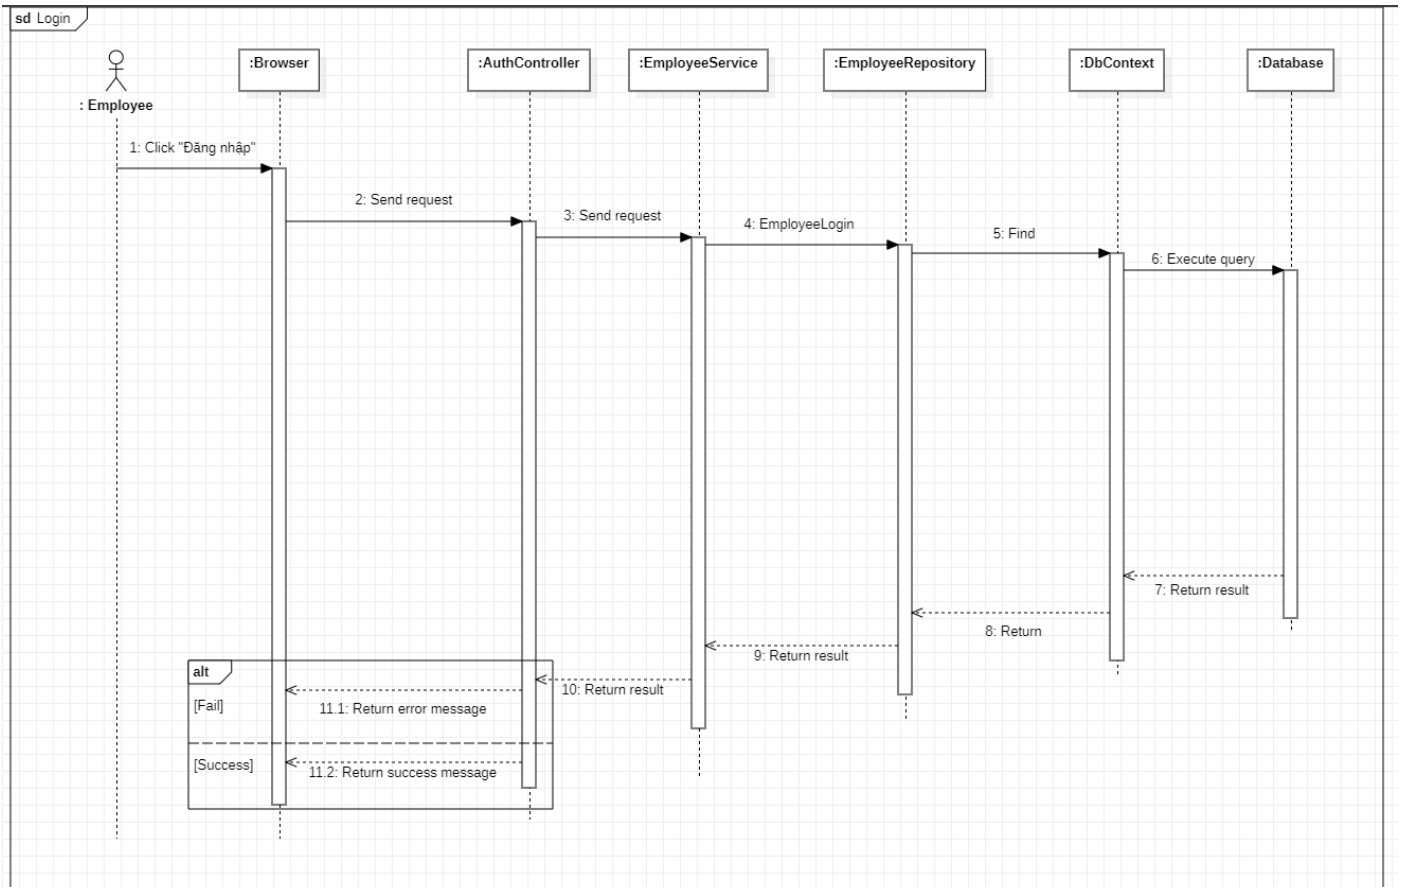 sd Login
: Employee
:Browser
:AuthController
:EmployeeService
:EmployeeRepository
:DbContext
:Database
1: Click "Đăng nhập"
2: Send request
3: Send request
4: EmployeeLogin
5: Find
6: Execute query
7: Return result
8: Return
9: Return result
10: Return result
alt
[Fail]
11.1: Return error message
[Success]
11.2: Return success message